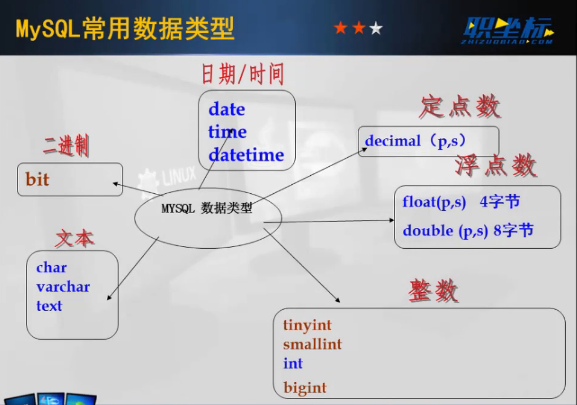 MySQL常用数据类型
职坐标
ZHIZUOBIAO.COM
日期/时间
date
time
datetime
定点数
decimal（p,s）
二进制
bit
浮点数
float(p,s) 4字节
double (p,s) 8字节
LINUX
MYSQL 数据类型
文本
char
varchar
text
整数
tinyint
smallint
int
bigint